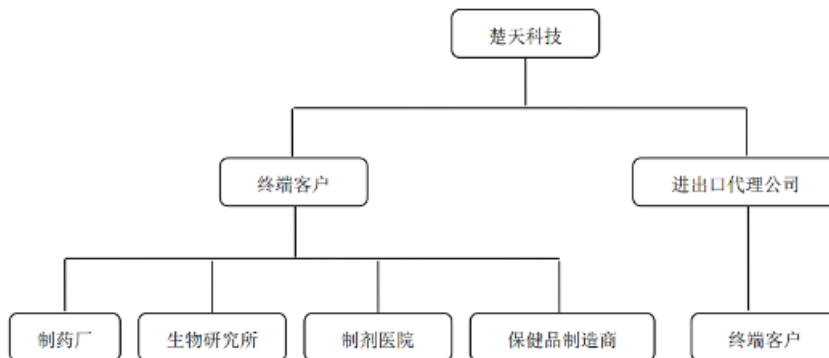 楚天科技
终端客户
进出口代理公司
制药厂
生物研究所
制剂医院
保健品制造商
终端客户